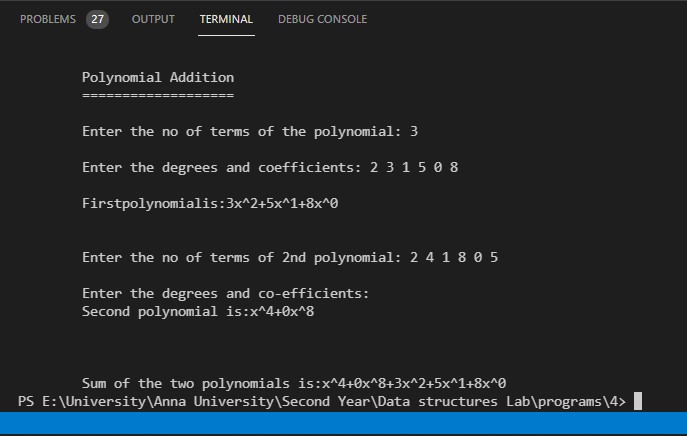 PROBLEMS 27 OUTPUT TERMINAL DEBUG CONSOLE
Polynomial Addition
===================
Enter the no of terms of the polynomial: 3
Enter the degrees and coefficients: 2 3 1 5 0 8
Firstpolynomialis:3x^2+5x^1+8x^0
Enter the no of terms of 2nd polynomial: 2 4 1 8 0 5
Enter the degrees and co-efficients:
Second polynomial is:x^4+0x^8
Sum of the two polynomials is:x^4+0x^8+3x^2+5x^1+8x^0
PS E:\University\Anna University\Second Year\Data structures Lab\programs\4>